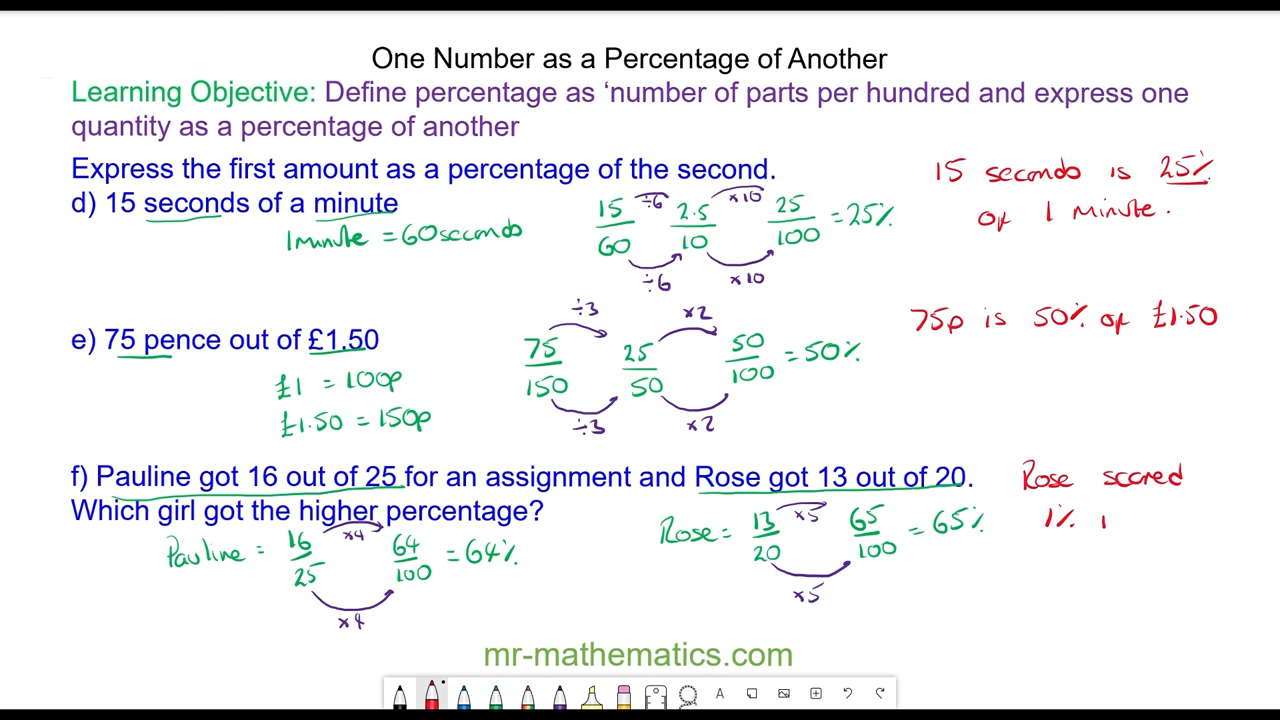 One Number as a Percentage of Another
Learning Objective: Define percentage as ‘number of parts per hundred and express one
quantity as a percentage of another
Express the first amount as a percentage of the second.
d) 15 seconds of a minute
1 minute = 60 seconds
÷6 ×10
15/60 2.5/10 25/100 = 25%
÷6 ×10
15 seconds is 25%
of 1 minute.
e) 75 pence out of £1.50
£1 = 100p
£1.50 = 150p
÷3 ×2
75/150 25/50 50/100 = 50%
÷3 ×2
75p is 50% of £1.50
f) Pauline got 16 out of 25 for an assignment and Rose got 13 out of 20.
Which girl got the higher percentage?
Pauline = 16/25 ×4 64/100 = 64%
×4
Rose = 13/20 ×5 65/100 = 65%
×5
Rose scored
1%
mr-mathematics.com
A